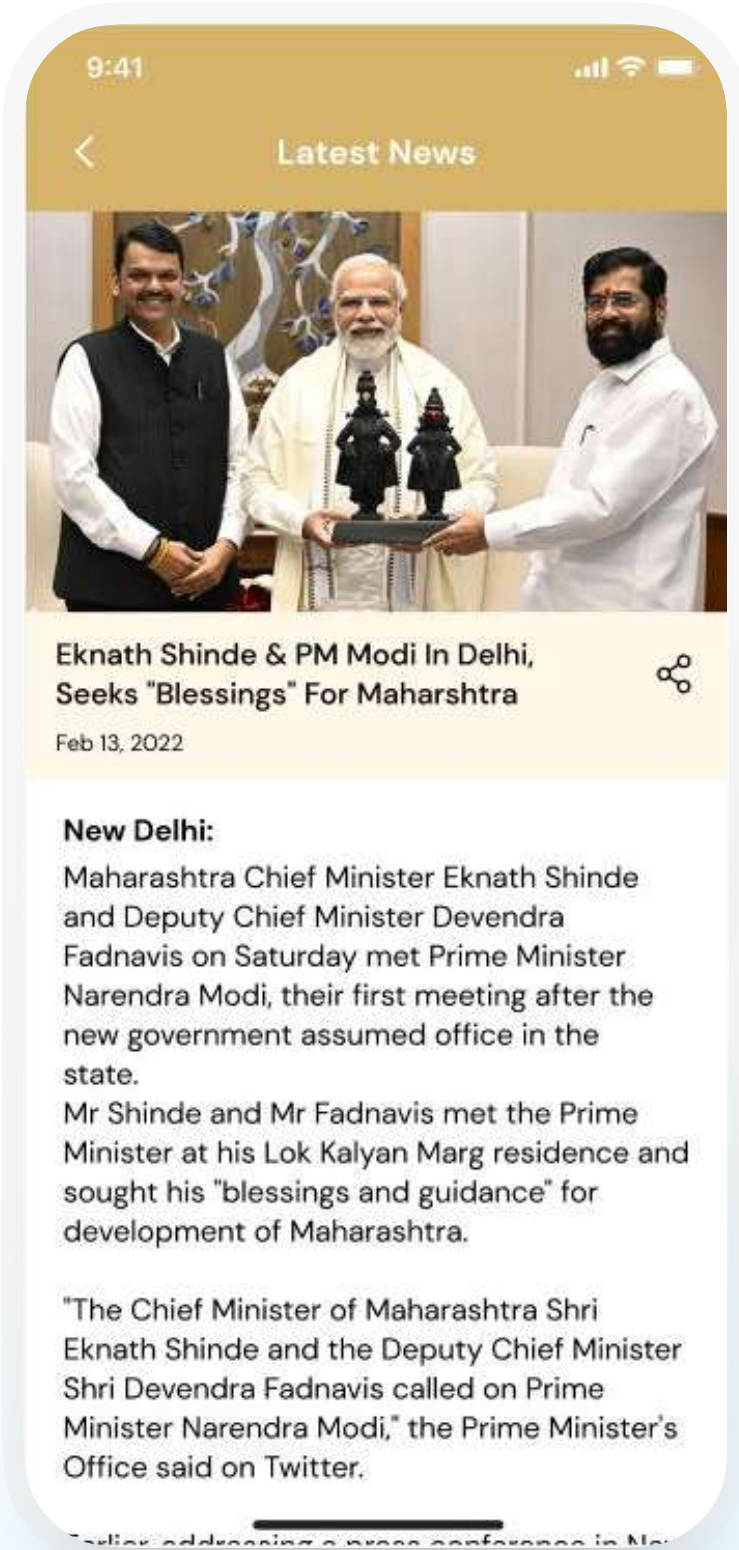 9:41
Latest News
Eknath Shinde & PM Modi In Delhi,
Seeks "Blessings" For Maharshtra
Feb 13, 2022
New Delhi:
Maharashtra Chief Minister Eknath Shinde
and Deputy Chief Minister Devendra
Fadnavis on Saturday met Prime Minister
Narendra Modi, their first meeting after the
new government assumed office in the
state.
Mr Shinde and Mr Fadnavis met the Prime
Minister at his Lok Kalyan Marg residence and
sought his "blessings and guidance" for
development of Maharashtra.
"The Chief Minister of Maharashtra Shri
Eknath Shinde and the Deputy Chief Minister
Shri Devendra Fadnavis called on Prime
Minister Narendra Modi," the Prime Minister's
Office said on Twitter.
Earlier, addressing a press conference in